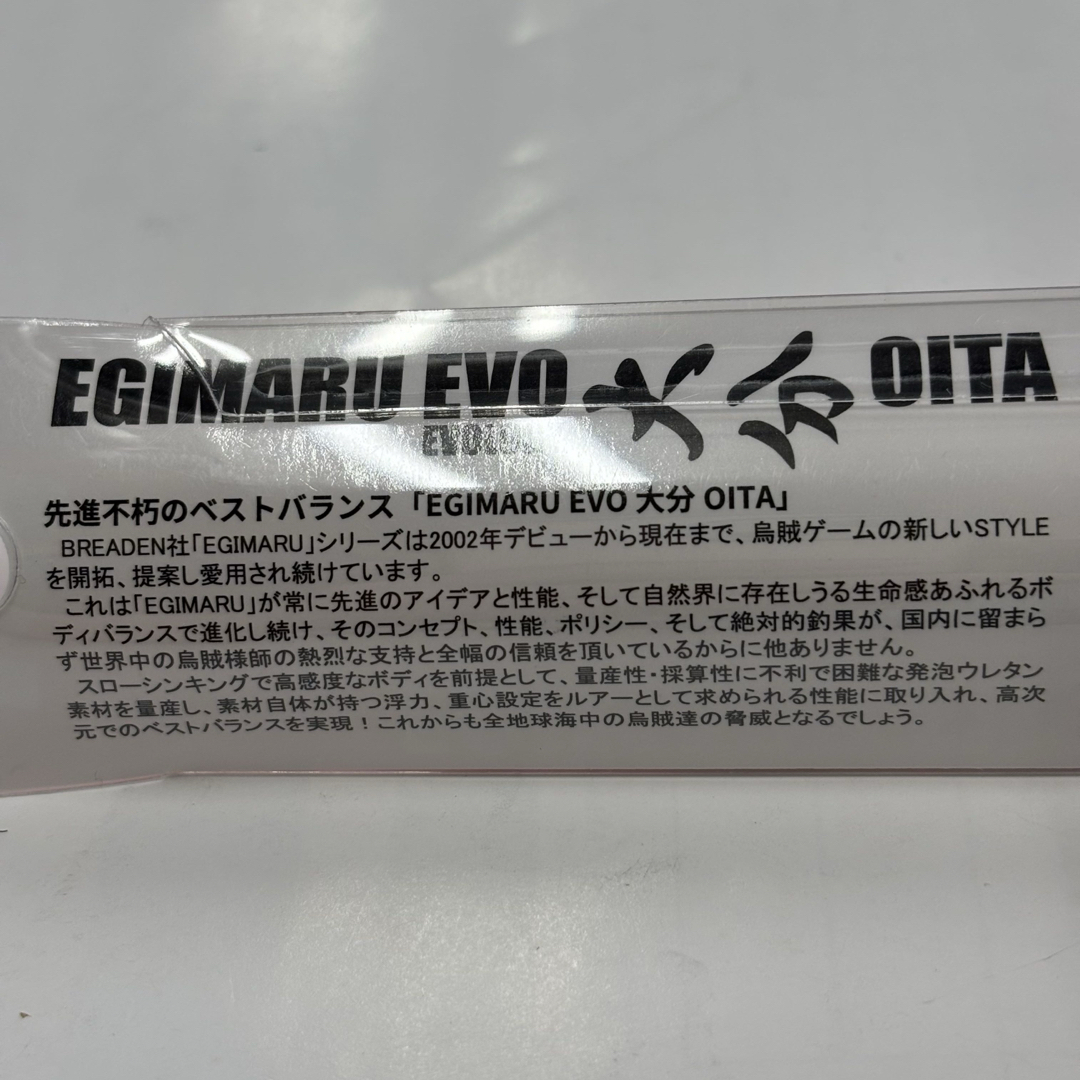 EGIMARU EVO 大分 OITA
先進不朽のベストバランス「EGIMARU EVO 大分 OITA」
BREADEN社「EGIMARU」シリーズは2002年デビューから現在まで、烏賊ゲームの新しいSTYLE
を開拓、提案し愛用され続けています。
これは「EGIMARU」が常に先進のアイデアと性能、そして自然界に存在しうる生命感あふれるボ
ディバランスで進化し続け、そのコンセプト、性能、ポリシー、そして絶対的釣果が、国内に留まら
ず世界中の烏賊様師の熱烈な支持と全幅の信頼を頂いているからに他ありません。
スローシンキングで高感度なボディを前提として、量産性・採算性に不利で困難な発泡ウレタン
素材を量産し、素材自体が持つ浮力、重心設定をルアーとして求められる性能に取り入れ、高次
元でのベストバランスを実現！これからも全地球海中の烏賊達の脅威となるでしょう。